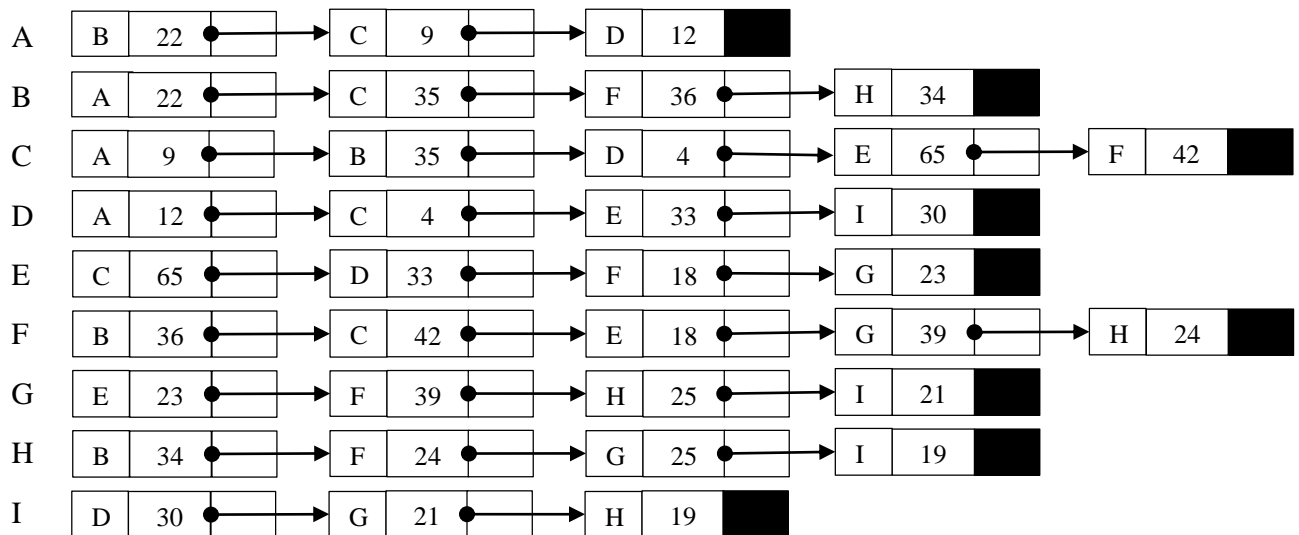 A B 22 C 9 D 12
B A 22 C 35 F 36 H 34
C A 9 B 35 D 4 E 65 F 42
D A 12 C 4 E 33 I 30
E C 65 D 33 F 18 G 23
F B 36 C 42 E 18 G 39 H 24
G E 23 F 39 H 25 I 21
H B 34 F 24 G 25 I 19
I D 30 G 21 H 19